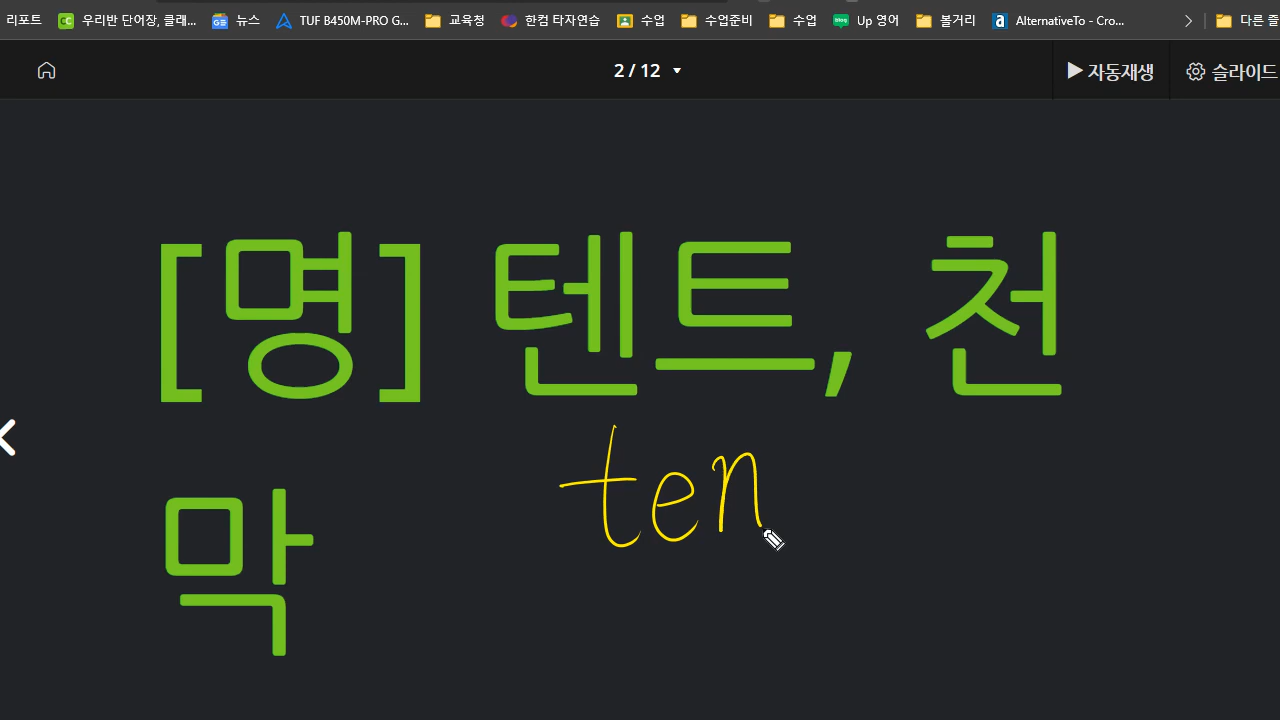 리포트 우리반 단어장, 클래... 뉴스 TUF B450M-PRO G... 교육청 한컴 타자연습 수업 수업준비 수업 Up 영어 볼거리 AlternativeTo - Cro... 다른 즐
2 / 12 자동재생 슬라이드
[명] 텐트, 천
막
ten